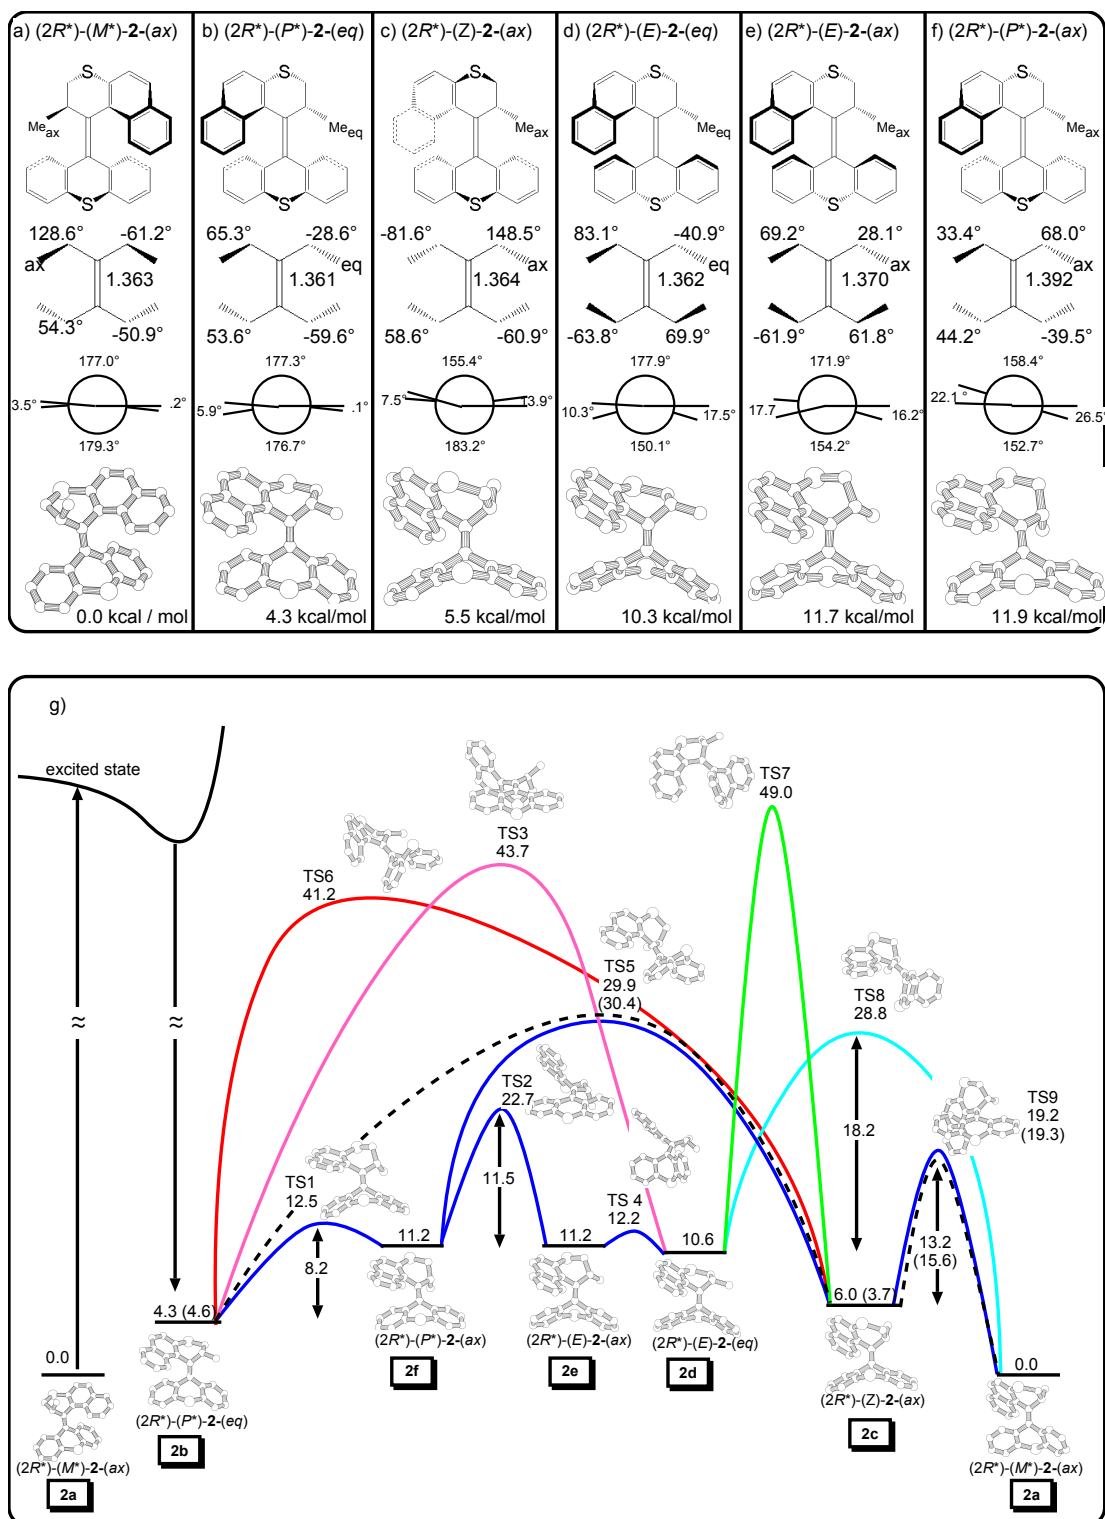 a) (2R*)-(M*)-2-(ax)
b) (2R*)-(P*)-2-(eq)
c) (2R*)-(Z)-2-(ax)
d) (2R*)-(E)-2-(eq)
e) (2R*)-(E)-2-(ax)
f) (2R*)-(P*)-2-(ax)
S S S S S S
Meax Meeq Meax Meeq Meax Meax
S S S S S S
128.6° -61.2° 65.3° -28.6° -81.6° 148.5° 83.1° -40.9° 69.2° 28.1° 33.4° 68.0°
ax 1.363 1.361 eq 1.364 ax 1.362 eq 1.370 ax 1.392 ax
54.3° -50.9° 53.6° -59.6° 58.6° -60.9° -63.8° 69.9° -61.9° 61.8° 44.2° -39.5°
177.0° 177.3° 155.4° 177.9° 171.9° 158.4°
3.5° .2° 5.9° .1° 7.5° 13.9° 10.3° 17.5° 17.7 16.2° 22.1° 26.5°
179.3° 176.7° 183.2° 150.1° 154.2° 152.7°
0.0 kcal / mol
4.3 kcal/mol
5.5 kcal/mol
10.3 kcal/mol
11.7 kcal/mol
11.9 kcal/mol
g)
excited state
TS7
49.0
TS3
43.7
TS6
41.2
TS5
29.9
(30.4)
TS8
28.8
TS2
22.7
TS9
19.2
(19.3)
TS1
12.5
TS 4
12.2
≈ ≈
18.2
11.5
13.2
(15.6)
8.2
11.2
11.2
10.6
6.0 (3.7)
4.3 (4.6)
0.0
0.0
(2R*)-(P*)-2-(ax)
2f
(2R*)-(E)-2-(ax)
2e
(2R*)-(E)-2-(eq)
2d
(2R*)-(Z)-2-(ax)
2c
(2R*)-(P*)-2-(eq)
2b
(2R*)-(M*)-2-(ax)
2a
(2R*)-(M*)-2-(ax)
2a